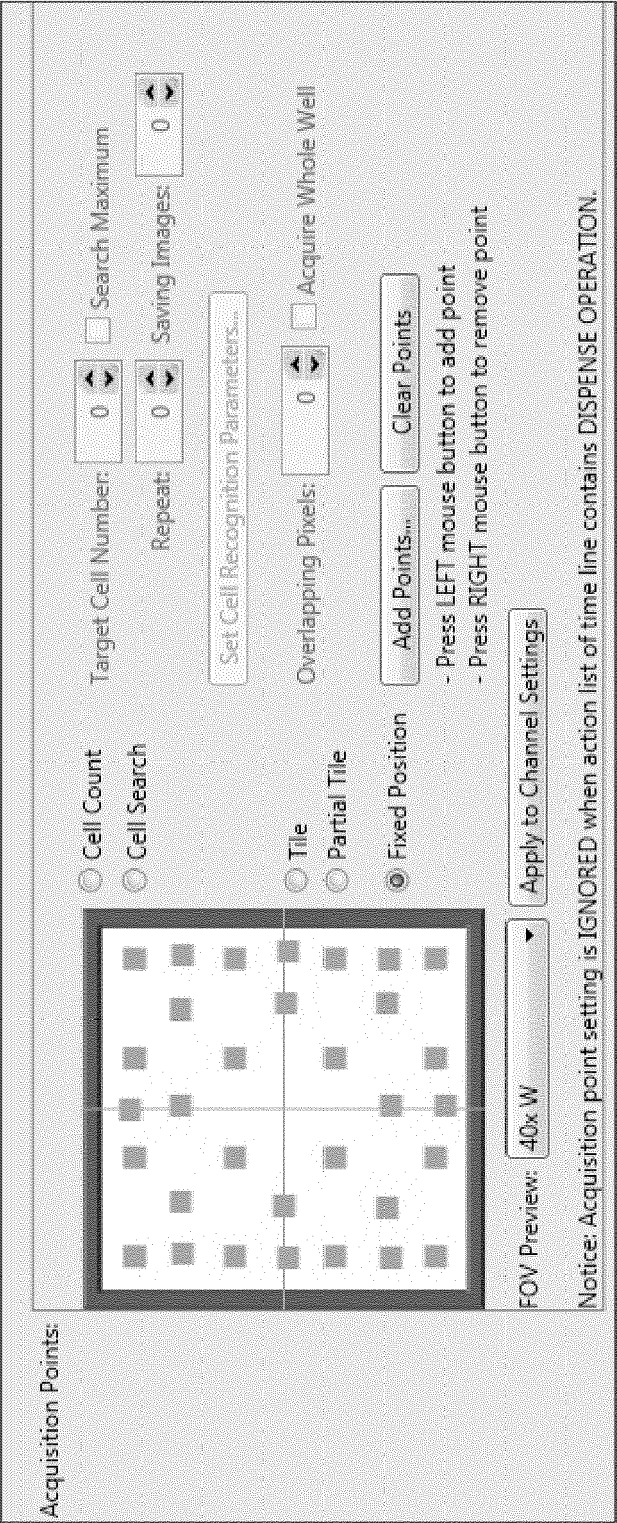 Acquisition Points:
Cell Count
Cell Search
Target Cell Number: 0
Search Maximum
Repeat: 0
Saving Images: 0
Set Cell Recognition Parameters...
Tile
Partial Tile
Overlapping Pixels: 0
Acquire Whole Well
Fixed Position
Add Points...
Clear Points
- Press LEFT mouse button to add point
- Press RIGHT mouse button to remove point
FOV Preview: 40x W
Apply to Channel Settings
Notice: Acquisition point setting is IGNORED when action list of time line contains DISPENSE OPERATION.